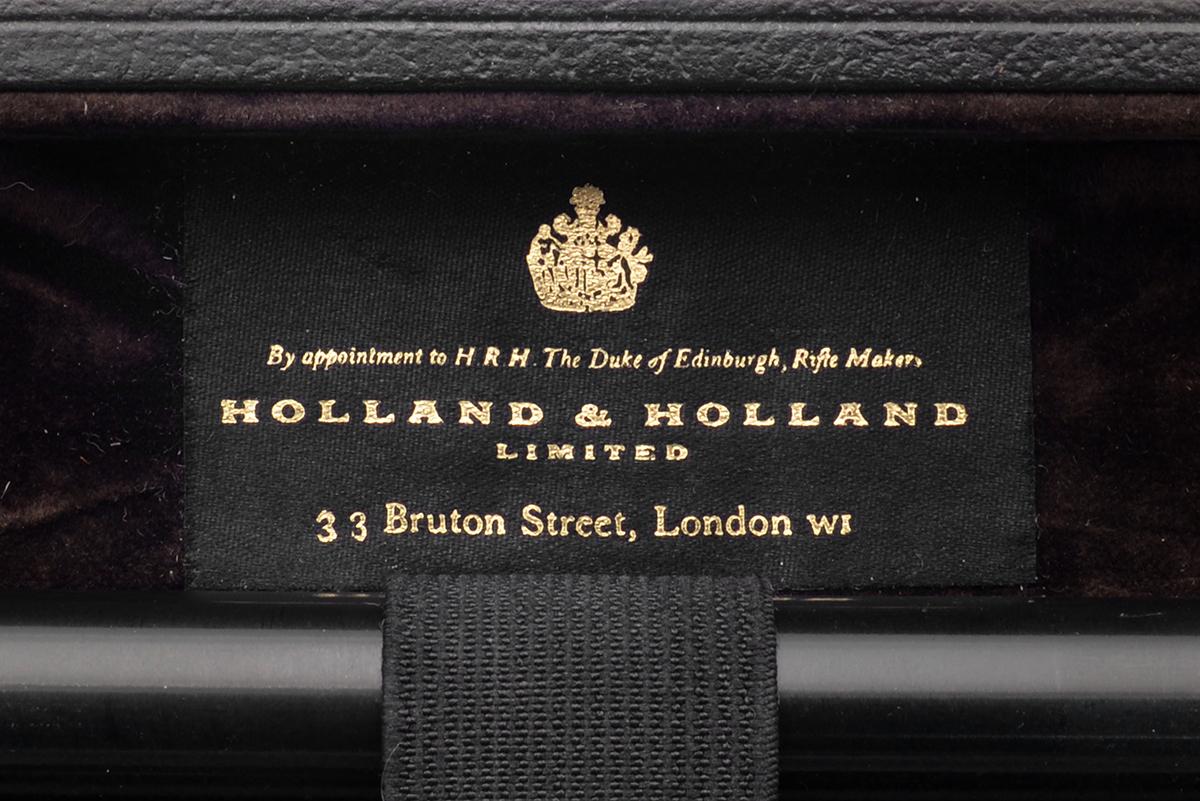 By appointment to H.R.H. The Duke of Edinburgh, Rifle Makers
HOLLAND & HOLLAND
LIMITED
33 Bruton Street, London W1